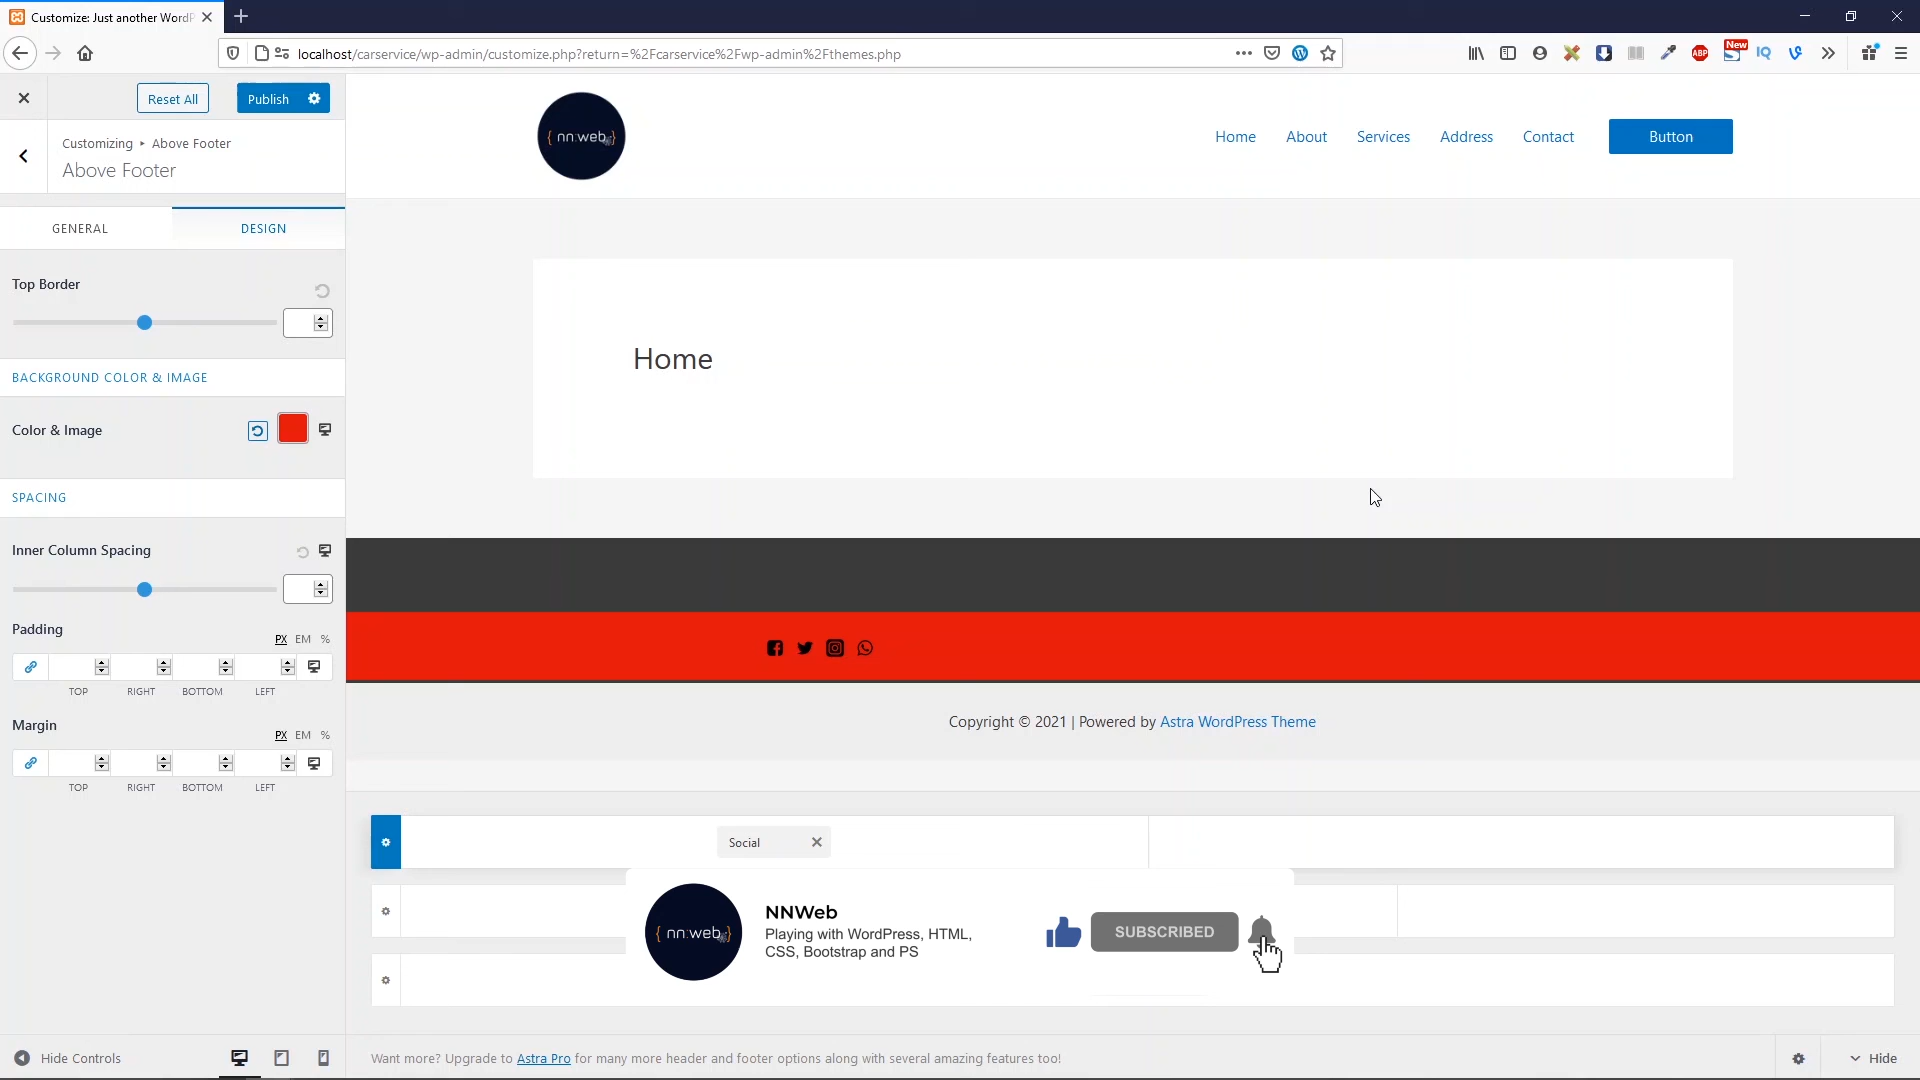 Customize: Just another WordP
localhost/carservice/wp-admin/customize.php?return=%2Fcarservice%2Fwp-admin%2Fthemes.php
ABP
New
IQ
Reset All
Publish
Customizing ▸ Above Footer
Above Footer
GENERAL
DESIGN
Top Border
BACKGROUND COLOR & IMAGE
Color & Image
SPACING
Inner Column Spacing
Padding
PX EM %
TOP RIGHT BOTTOM LEFT
Margin
PX EM %
TOP RIGHT BOTTOM LEFT
Hide Controls
{ nn:web }
Home About Services Address Contact Button
Home
Copyright © 2021 | Powered by Astra WordPress Theme
Social
{ nn:web }
NNWeb
Playing with WordPress, HTML,
CSS, Bootstrap and PS
SUBSCRIBED
Want more? Upgrade to Astra Pro for many more header and footer options along with several amazing features too!
Hide